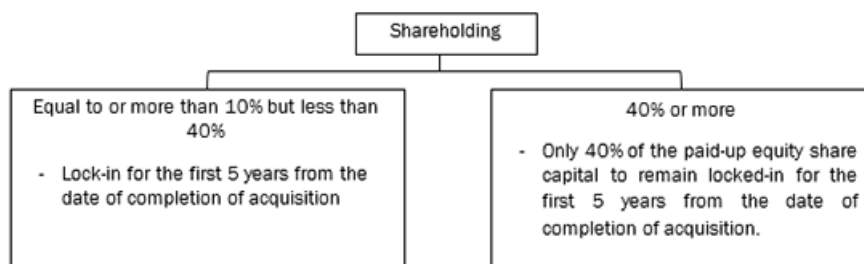 Shareholding
Equal to or more than 10% but less than
40%
- Lock-in for the first 5 years from the
date of completion of acquisition
40% or more
- Only 40% of the paid-up equity share
capital to remain locked-in for the
first 5 years from the date of
completion of acquisition.